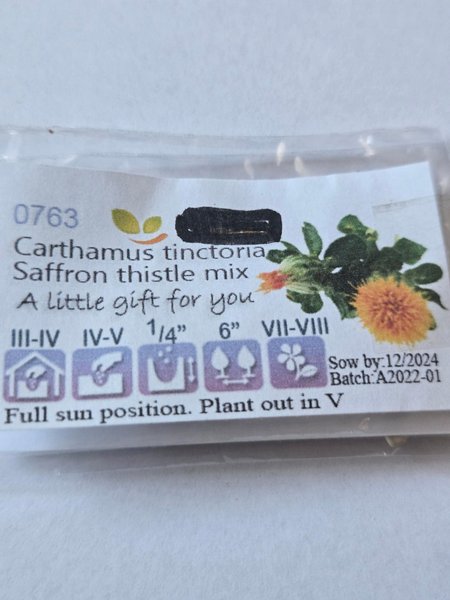 0763
Carthamus tinctoria
Saffron thistle mix
A little gift for you
III-IV IV-V 1/4" 6" VII-VIII
Sow by:12/2024
Batch:A2022-01
Full sun position. Plant out in V